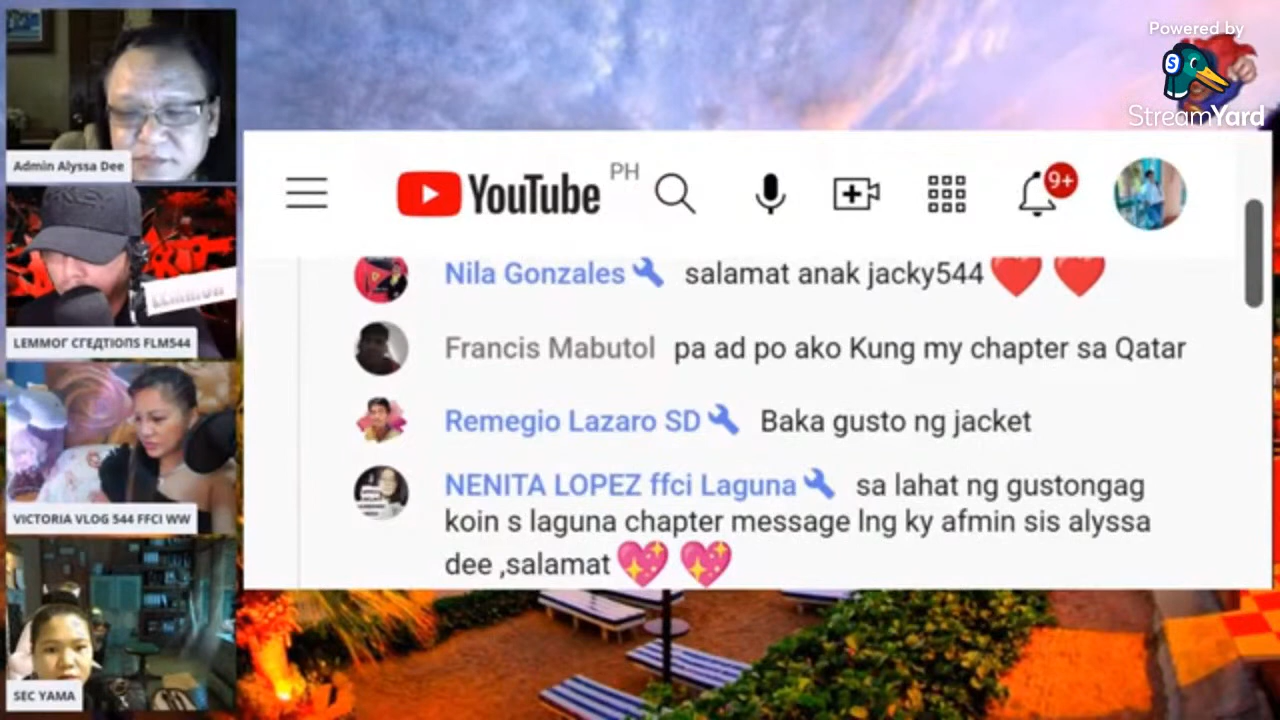 Powered by
StreamYard
Admin Alyssa Dee
LEMMOГ CГEДTIOПS FLM544
VICTORIA VLOG 544 FFCI WW
SEC YAMA
YouTube PH
9+
Nila Gonzales salamat anak jacky544
Francis Mabutol pa ad po ako Kung my chapter sa Qatar
Remegio Lazaro SD Baka gusto ng jacket
NENITA LOPEZ ffci Laguna sa lahat ng gustongag
koin s laguna chapter message lng ky afmin sis alyssa
dee ,salamat